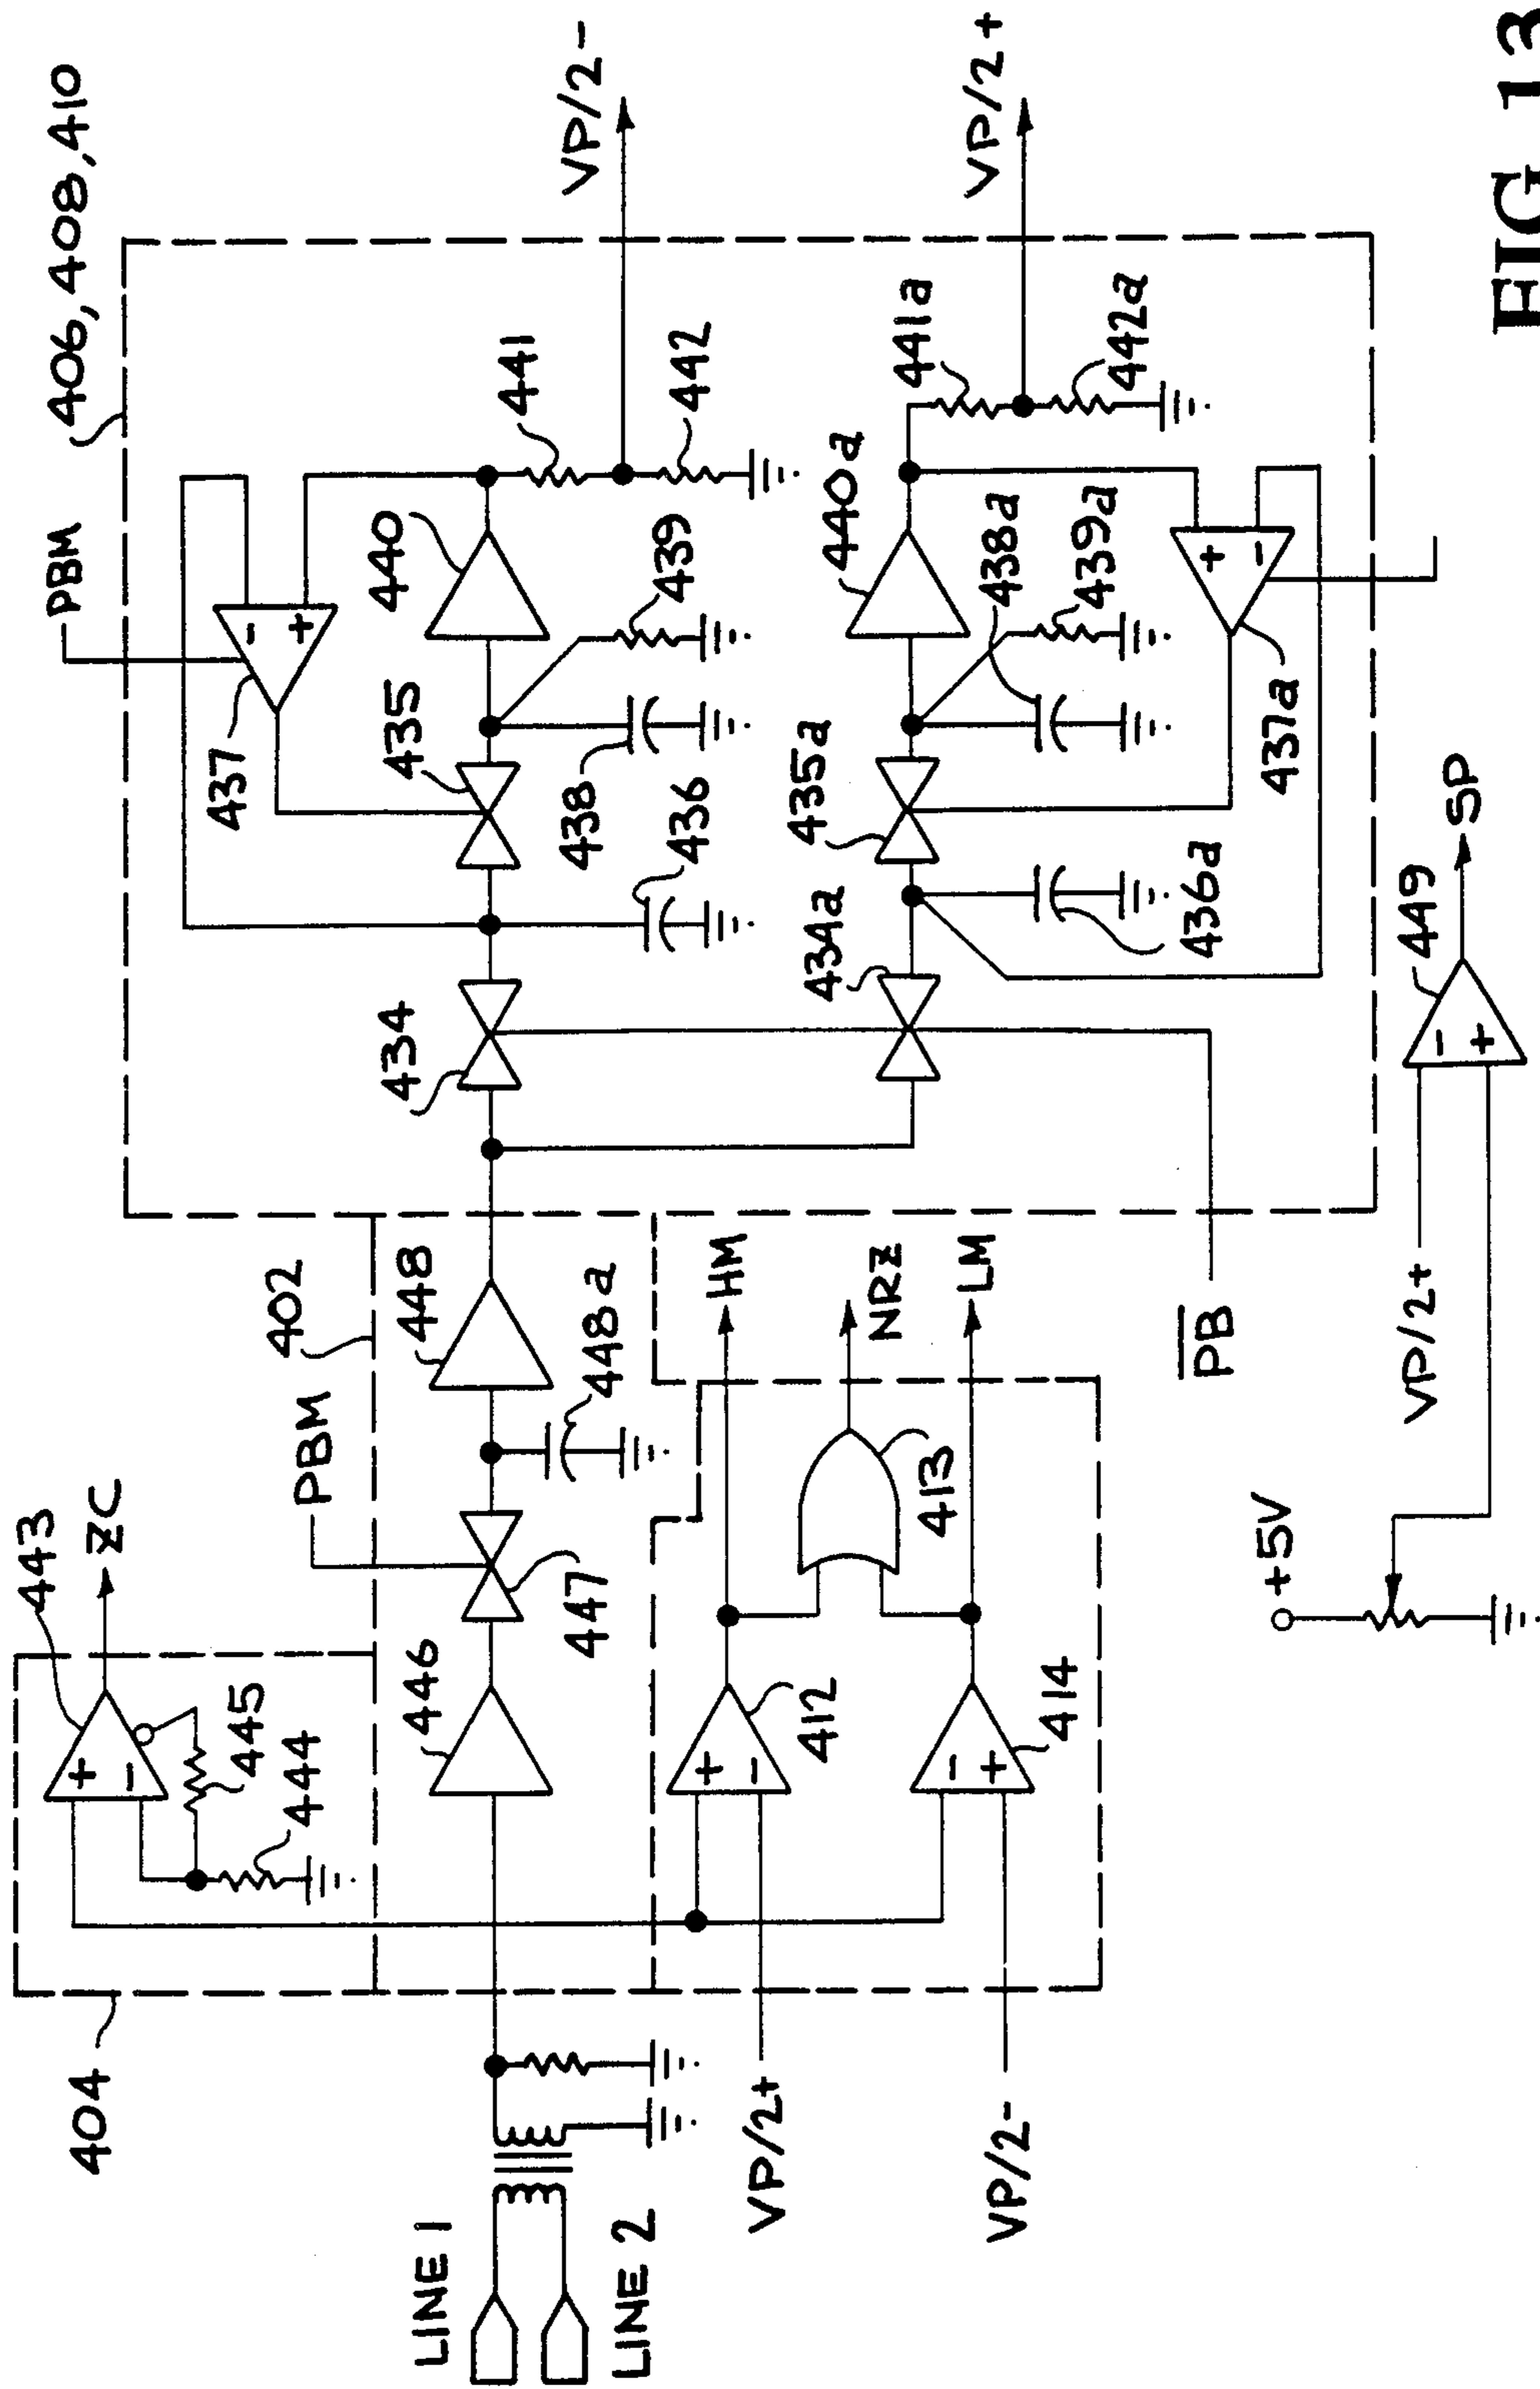 406, 408, 410
PBM
437
-
+
440
441
VP/2-
442
435
439
438
436
434
443
ZC
+
-
445
444
404
402
PBM
446
447
448
448a
LINE 1
LINE 2
HM
NRZ
LM
412
+
-
413
414
-
+
VP/2+
VP/2-
PB
434a
435a
436a
438a
439a
440a
441a
442a
VP/2+
437a
+
-
+5V
VP/2+
-
+
449
SP
FIG. 13